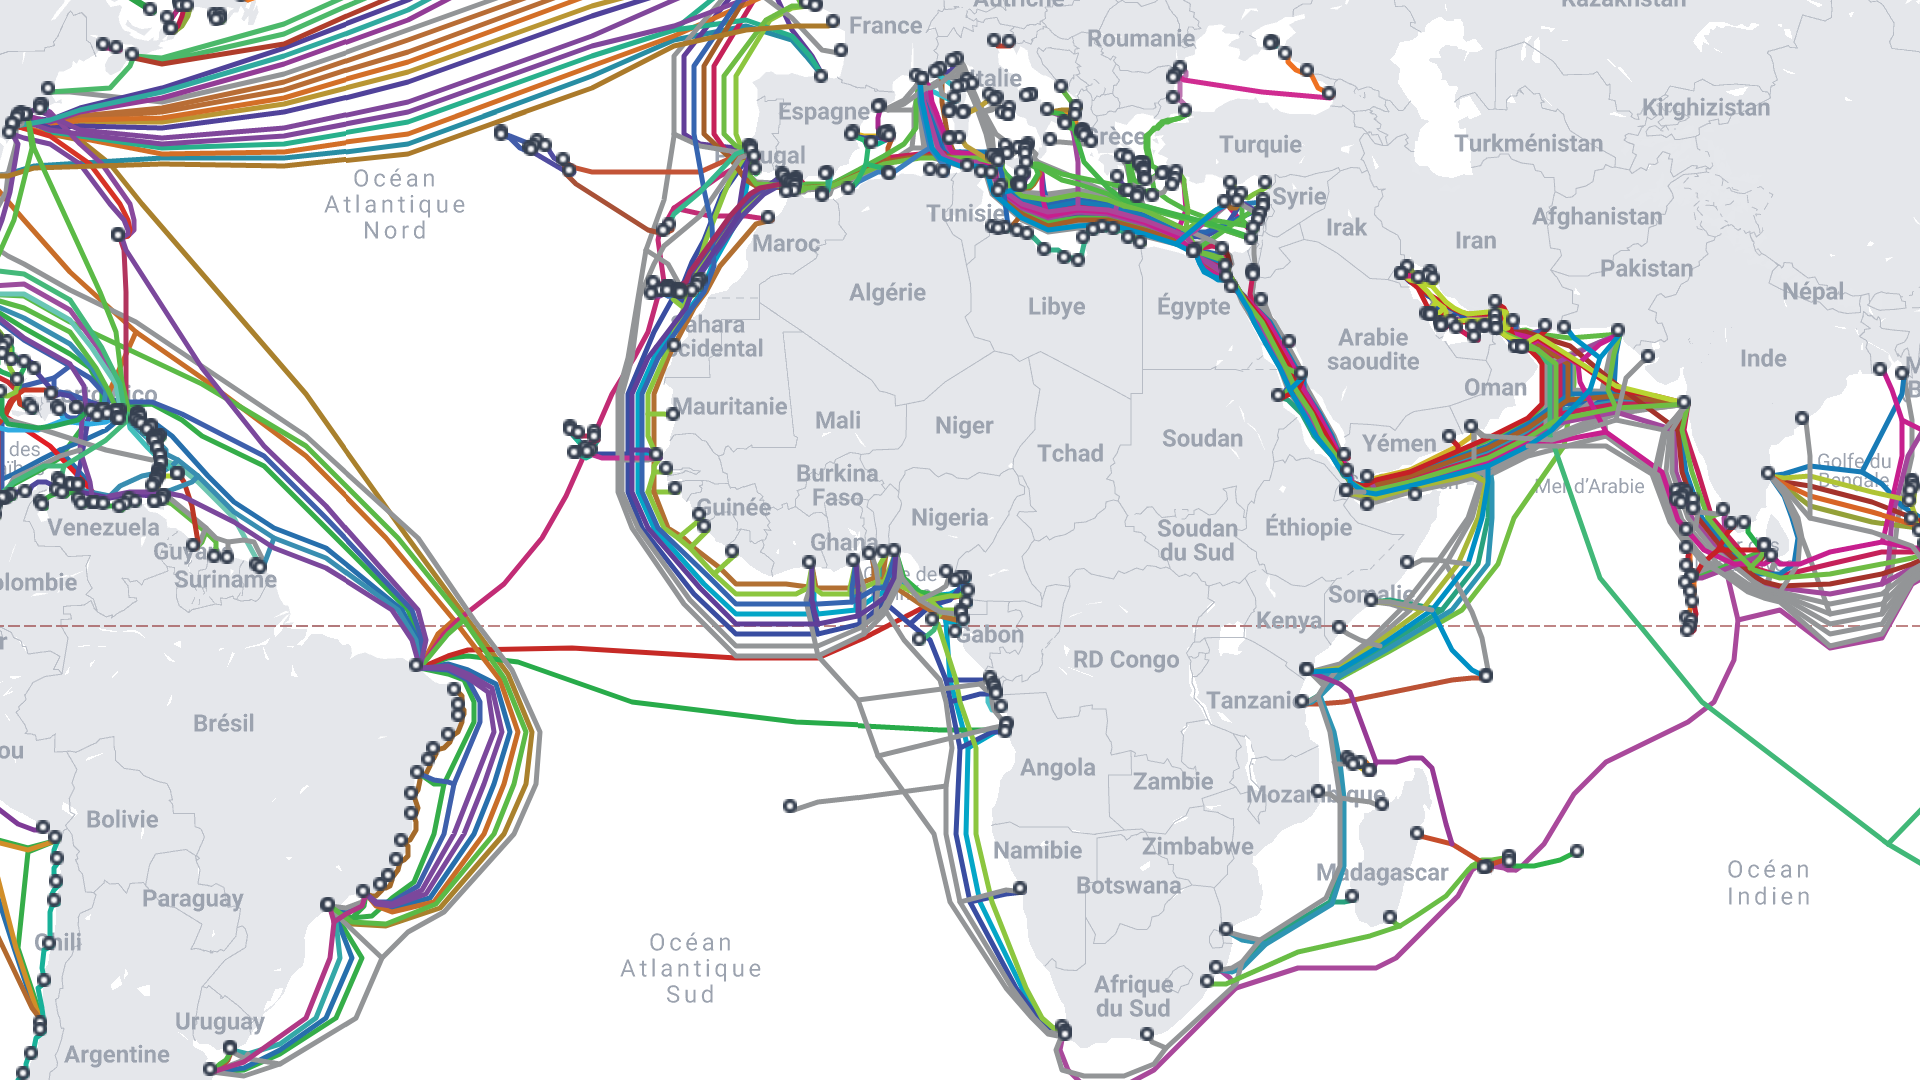 Autriche
Kazakhstan
France
Roumanie
Italie
Espagne
Kirghizistan
Grèce
Turquie
Turkménistan
Portugal
Océan
Atlantique
Nord
Syrie
Tunisie
Afghanistan
Irak
Iran
Maroc
Pakistan
Algérie
Libye
Égypte
Népal
Sahara
occidental
Arabie
saoudite
Inde
Oman
Mauritanie
Mali
Niger
Tchad
Soudan
Yémen
des
Golfe du
Bengale
Burkina
Faso
Mer d'Arabie
Guinée
Nigeria
Venezuela
Soudan
du Sud
Éthiopie
Ghana
Guyana
Suriname
olombie
Somalie
Kenya
Gabon
RD Congo
Tanzanie
Brésil
ou
Angola
Zambie
Mozambique
Bolivie
Namibie
Zimbabwe
Madagascar
Botswana
Océan
Indien
Paraguay
Chili
Océan
Atlantique
Sud
Afrique
du Sud
Uruguay
Argentine